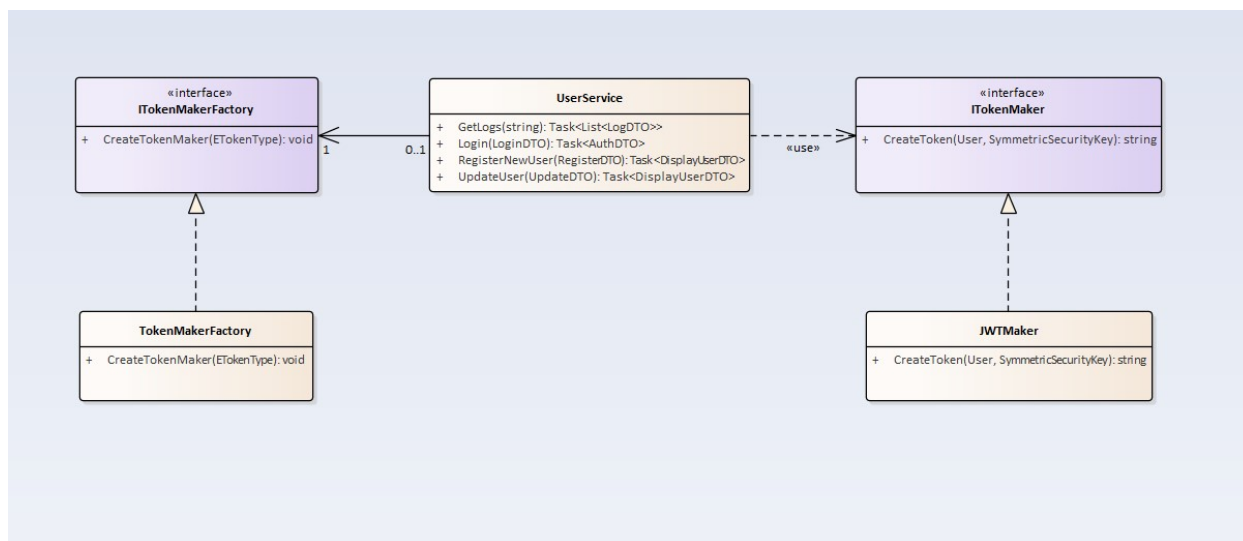 «interface»
ITokenMakerFactory
+ CreateTokenMaker(ETokenType): void
UserService
+ GetLogs(string): Task<List<LogDTO>>
+ Login(LoginDTO): Task<AuthDTO>
+ RegisterNewUser(RegisterDTO): Task<DisplayUserDTO>
+ UpdateUser(UpdateDTO): Task<DisplayUserDTO>
«interface»
ITokenMaker
+ CreateToken(User, SymmetricSecurityKey): string
1
0..1
«use»
TokenMakerFactory
+ CreateTokenMaker(ETokenType): void
JWTMaker
+ CreateToken(User, SymmetricSecurityKey): string